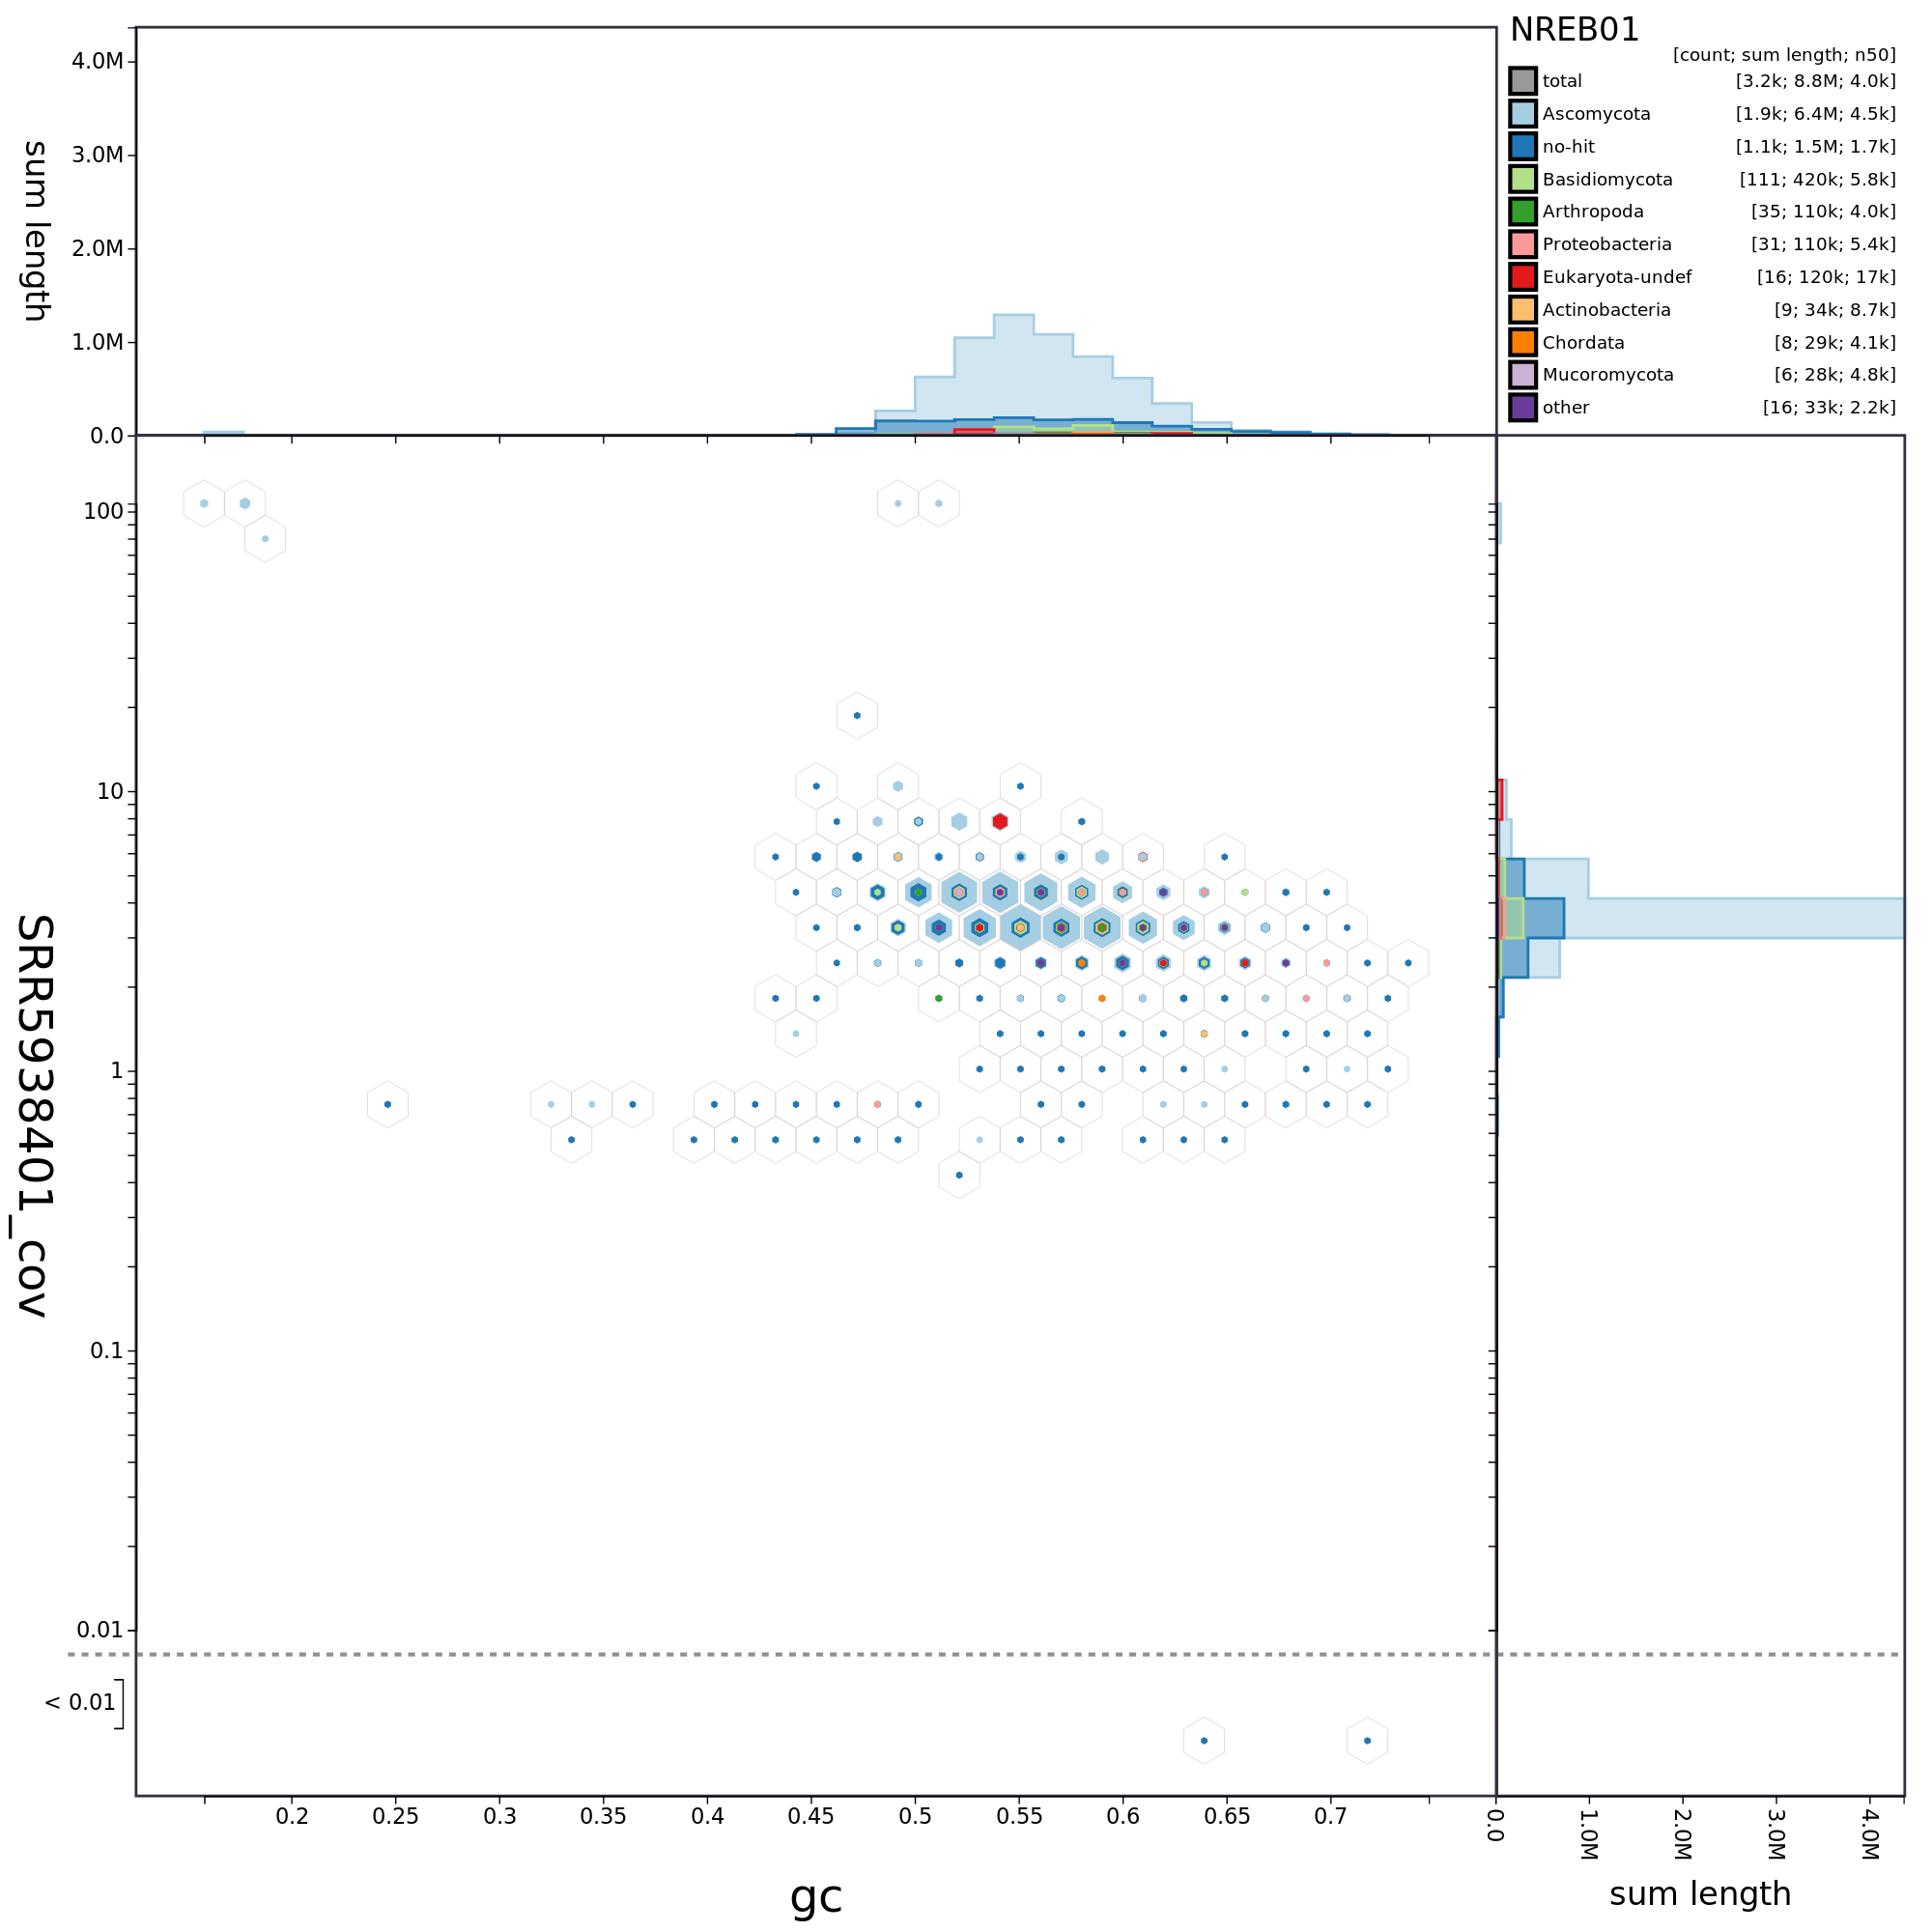 NREB01
[count; sum length; n50]
total [3.2k; 8.8M; 4.0k]
Ascomycota [1.9k; 6.4M; 4.5k]
no-hit [1.1k; 1.5M; 1.7k]
Basidiomycota [111; 420k; 5.8k]
Arthropoda [35; 110k; 4.0k]
Proteobacteria [31; 110k; 5.4k]
Eukaryota-undef [16; 120k; 17k]
Actinobacteria [9; 34k; 8.7k]
Chordata [8; 29k; 4.1k]
Mucoromycota [6; 28k; 4.8k]
other [16; 33k; 2.2k]
sum length
4.0M
3.0M
2.0M
1.0M
0.0
SRR5938401_cov
100
10
1
0.1
0.01
< 0.01
0.2 0.25 0.3 0.35 0.4 0.45 0.5 0.55 0.6 0.65 0.7
gc
0.0 1.0M 2.0M 3.0M 4.0M
sum length